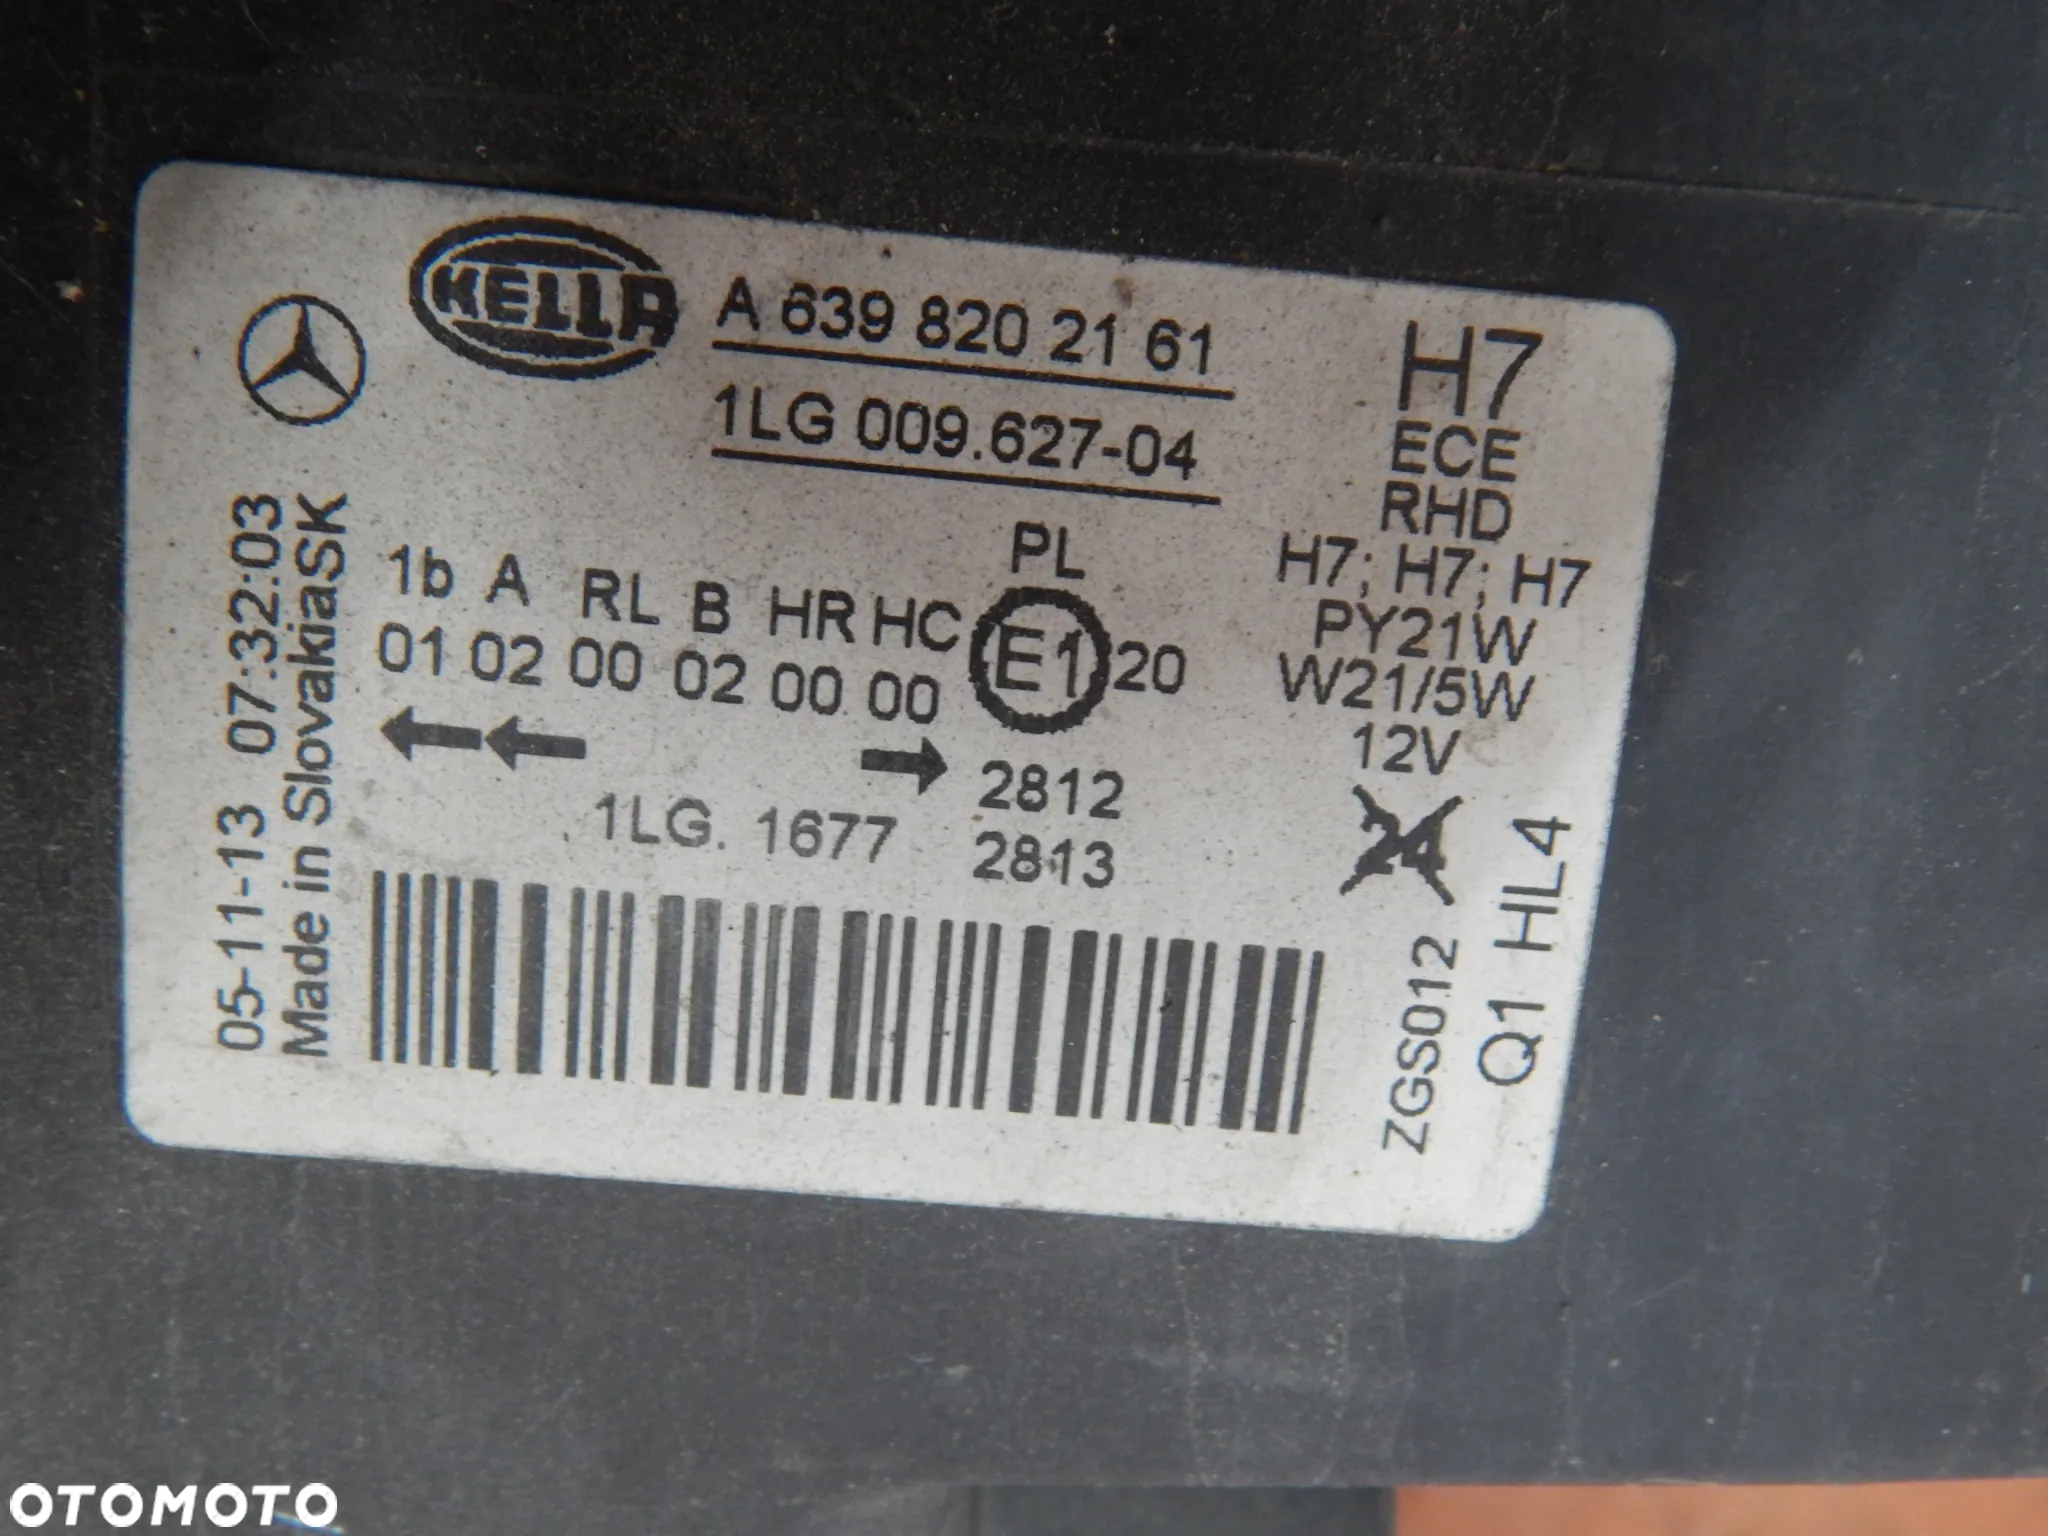 HELLA
A 639 820 21 61
1LG 009.627-04
H7
ECE
RHD
H7; H7; H7
PY21W
W21/5W
12V
24
PL
1b A RL B HR HC
01 02 00 02 00 00 E1 20
2812
2813
1LG. 1677
05-11-13 07:32:03
Made in SlovakiaSK
ZGS012
Q1 HL4
OTOMOTO